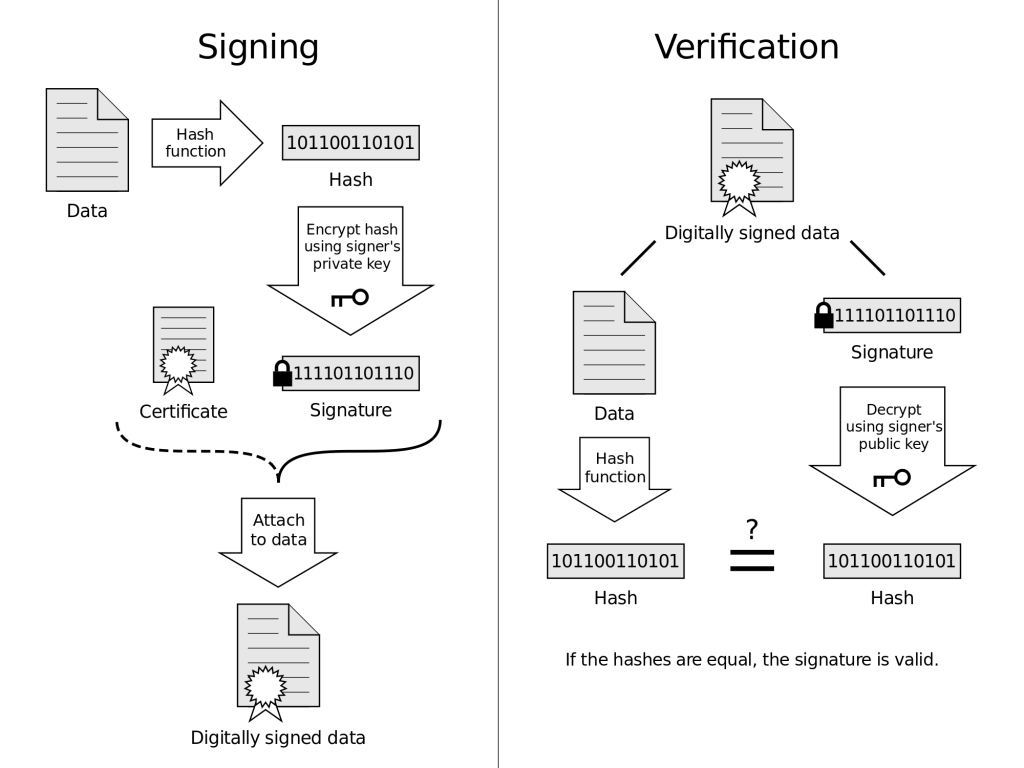 Signing
Data
Hash
function
101100110101
Hash
Encrypt hash
using signer's
private key
Certificate
111101101110
Signature
Attach
to data
Digitally signed data
Verification
Digitally signed data
Data
Hash
function
101100110101
Hash
111101101110
Signature
Decrypt
using signer's
public key
?
=
101100110101
Hash
If the hashes are equal, the signature is valid.